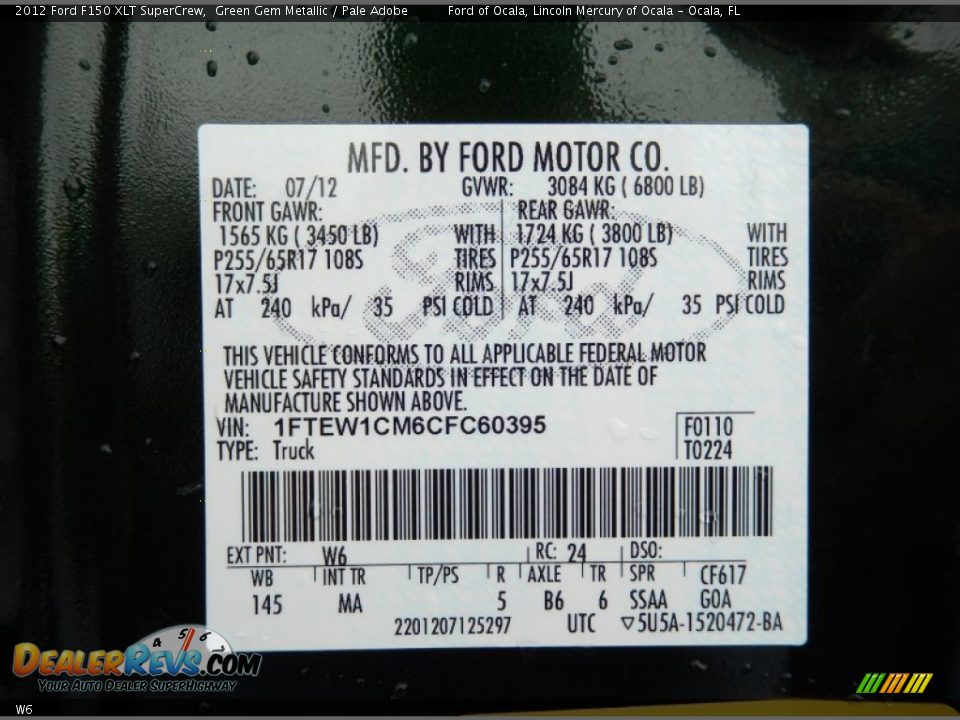 2012 Ford F150 XLT SuperCrew, Green Gem Metallic / Pale Adobe Ford of Ocala, Lincoln Mercury of Ocala - Ocala, FL
MFD. BY FORD MOTOR CO.
DATE: 07/12 GVWR: 3084 KG ( 6800 LB)
FRONT GAWR: REAR GAWR:
1565 KG ( 3450 LB) WITH 1724 KG ( 3800 LB) WITH
P255/65R17 108S TIRES P255/65R17 108S TIRES
17x7.5J RIMS 17x7.5J RIMS
AT 240 kPa/ 35 PSI COLD AT 240 kPa/ 35 PSI COLD
Ford
THIS VEHICLE CONFORMS TO ALL APPLICABLE FEDERAL MOTOR
VEHICLE SAFETY STANDARDS IN EFFECT ON THE DATE OF
MANUFACTURE SHOWN ABOVE.
VIN: 1FTEW1CM6CFC60395 F0110
TYPE: Truck T0224
EXT PNT: W6 RC: 24 DSO:
WB INT TR TP/PS R AXLE TR SPR CF617
145 MA 5 B6 6 SSAA GOA
2201207125297 UTC ▽5U5A-1520472-BA
4 5 6
DEALERREVS.COM
YOUR AUTO DEALER SUPERHIGHWAY
W6